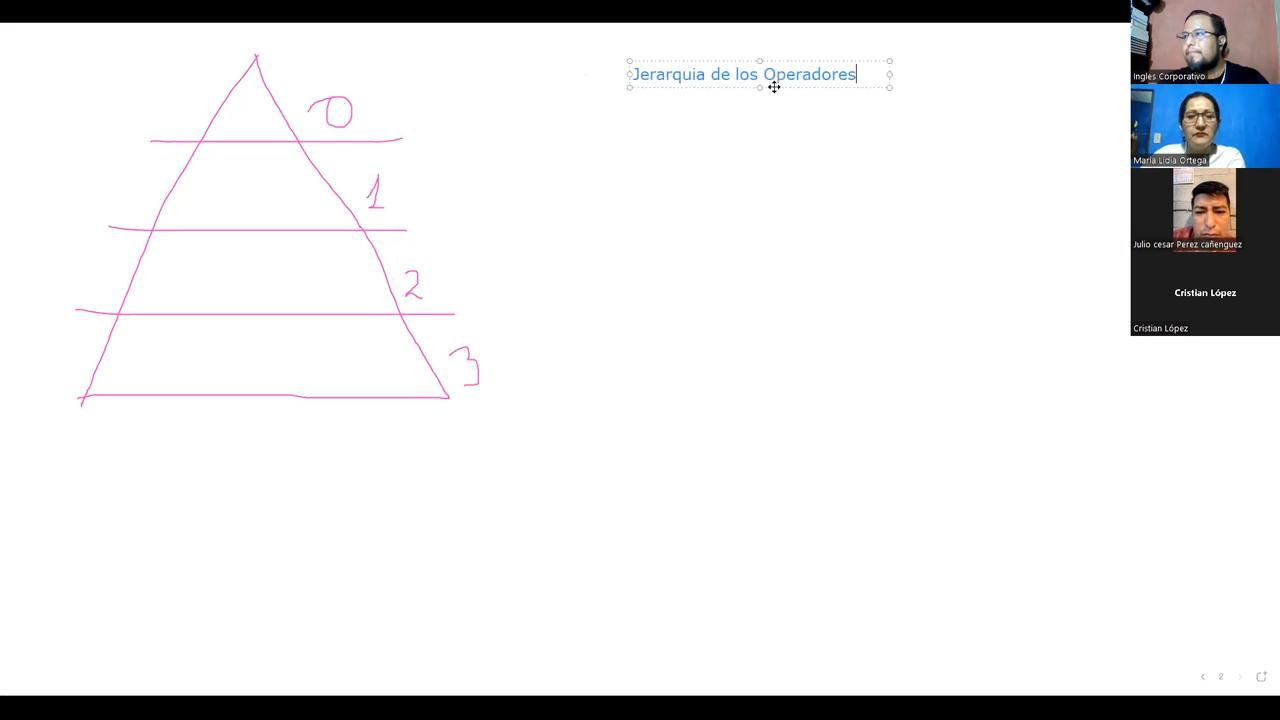 Jerarquia de los Operadores
0
1
2
3
Ingles Corporativo
Maria Lidia Ortega
Julio cesar Perez cañenguez
Cristian López
Cristian López
2